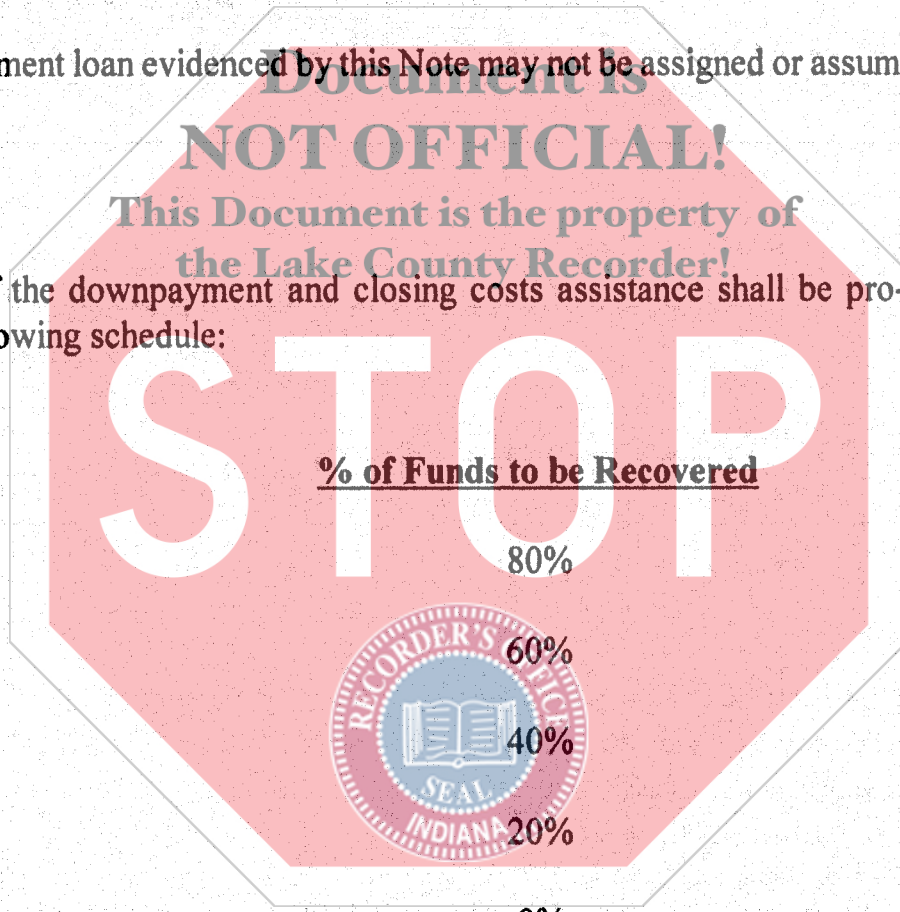 ment loan evidenced by this Note may not be assigned or assum
Document is
NOT OFFICIAL!
This Document is the property of
the Lake County Recorder!
the downpayment and closing costs assistance shall be pro-
owing schedule:
STOP
% of Funds to be Recovered
80%
RECORDER'S OFFICE
60%
40%
SEAL
INDIANA
20%